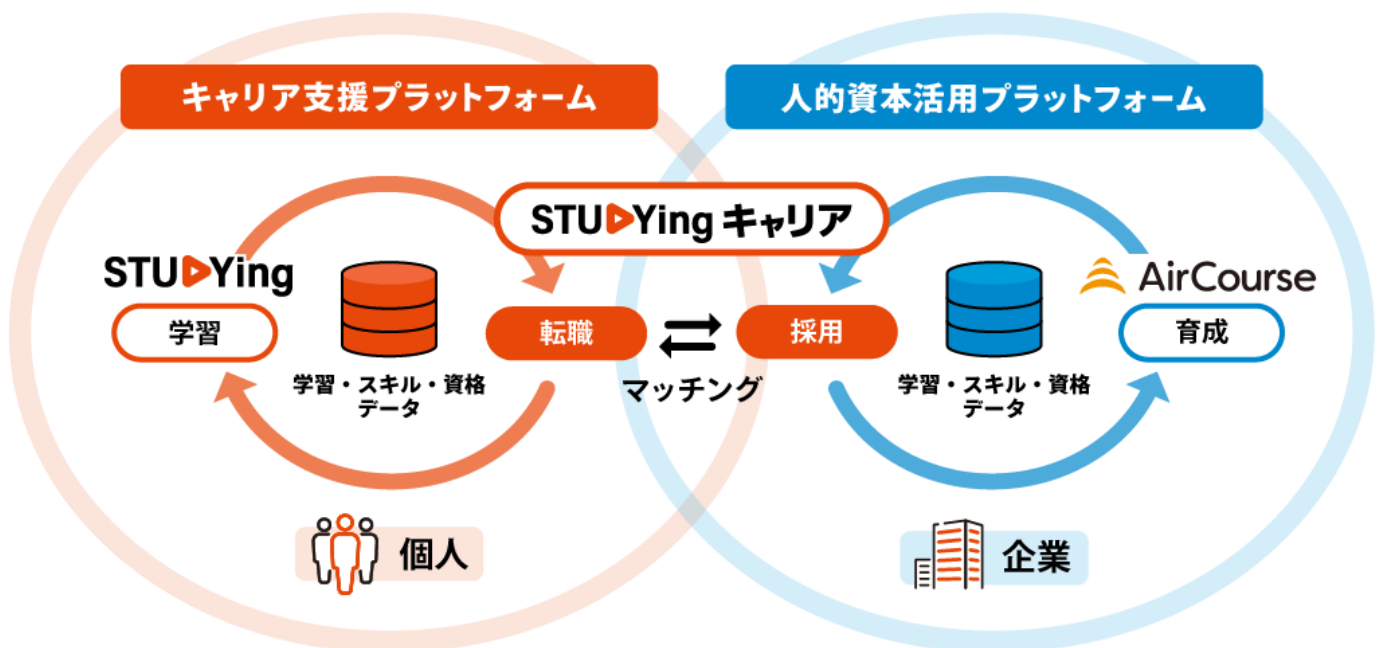 キャリア支援プラットフォーム
人的資本活用プラットフォーム
STUDYing キャリア
STUDYing
学習
学習・スキル・資格
データ
転職
マッチング
採用
学習・スキル・資格
データ
AirCourse
育成
個人
企業